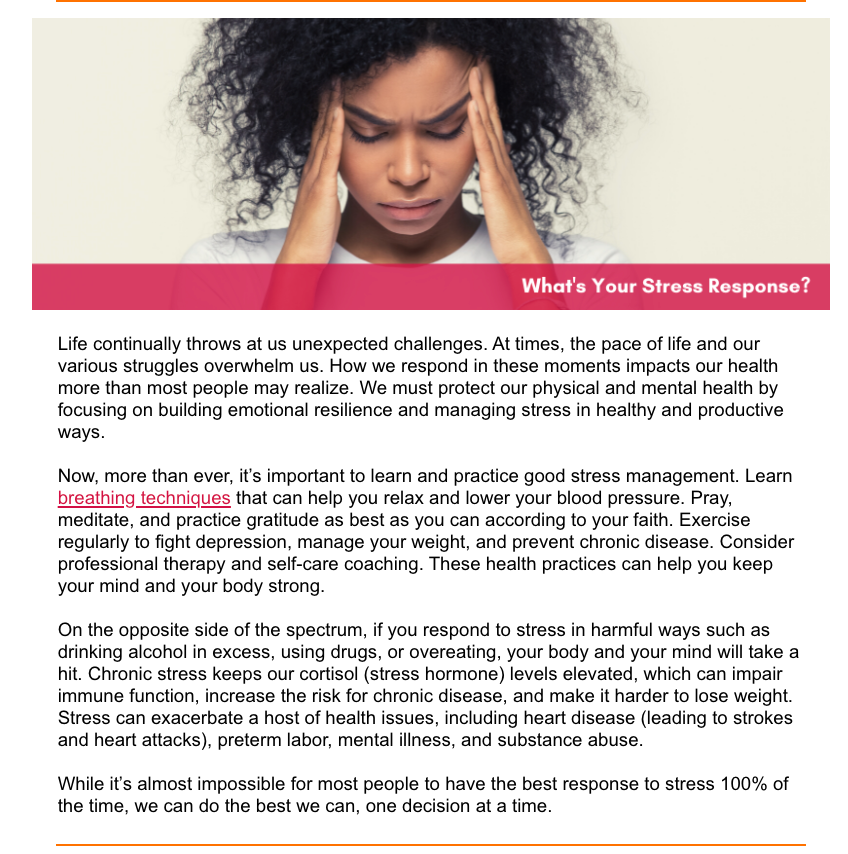 What's Your Stress Response?
Life continually throws at us unexpected challenges. At times, the pace of life and our
various struggles overwhelm us. How we respond in these moments impacts our health
more than most people may realize. We must protect our physical and mental health by
focusing on building emotional resilience and managing stress in healthy and productive
ways.
Now, more than ever, it’s important to learn and practice good stress management. Learn
breathing techniques that can help you relax and lower your blood pressure. Pray,
meditate, and practice gratitude as best as you can according to your faith. Exercise
regularly to fight depression, manage your weight, and prevent chronic disease. Consider
professional therapy and self-care coaching. These health practices can help you keep
your mind and your body strong.
On the opposite side of the spectrum, if you respond to stress in harmful ways such as
drinking alcohol in excess, using drugs, or overeating, your body and your mind will take a
hit. Chronic stress keeps our cortisol (stress hormone) levels elevated, which can impair
immune function, increase the risk for chronic disease, and make it harder to lose weight.
Stress can exacerbate a host of health issues, including heart disease (leading to strokes
and heart attacks), preterm labor, mental illness, and substance abuse.
While it’s almost impossible for most people to have the best response to stress 100% of
the time, we can do the best we can, one decision at a time.